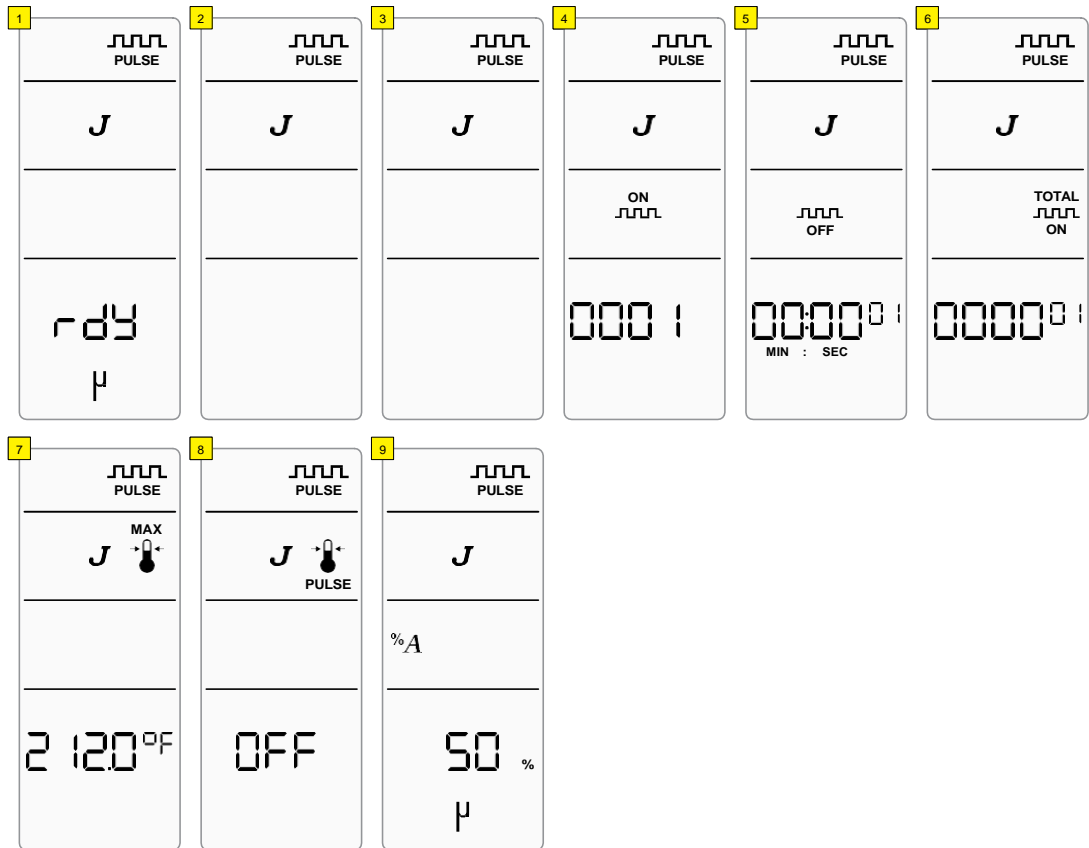 1
PULSE
J
rdy
µ
2
PULSE
J
3
PULSE
J
4
PULSE
J
ON
0001
5
PULSE
J
OFF
00:00 01
MIN : SEC
6
PULSE
J
TOTAL
ON
0000 01
7
PULSE
MAX
J
212.0 °F
8
PULSE
J
PULSE
OFF
9
PULSE
J
%A
50 %
µ